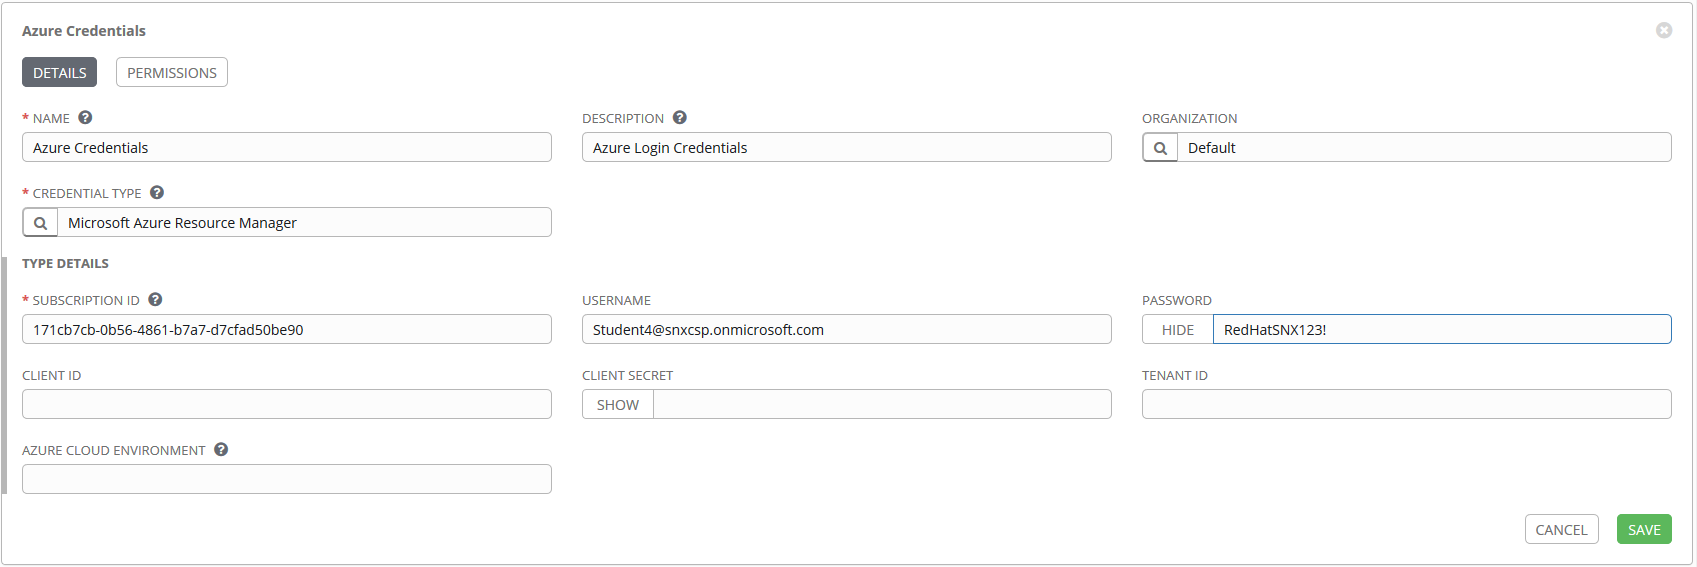 Azure Credentials
DETAILS PERMISSIONS
* NAME ? DESCRIPTION ? ORGANIZATION
Azure Credentials Azure Login Credentials Default
* CREDENTIAL TYPE ?
Microsoft Azure Resource Manager
TYPE DETAILS
* SUBSCRIPTION ID ? USERNAME PASSWORD
171cb7cb-0b56-4861-b7a7-d7cfad50be90 Student4@snxcsp.onmicrosoft.com HIDE RedHatSNX123!
CLIENT ID CLIENT SECRET TENANT ID
SHOW
AZURE CLOUD ENVIRONMENT ?
CANCEL SAVE